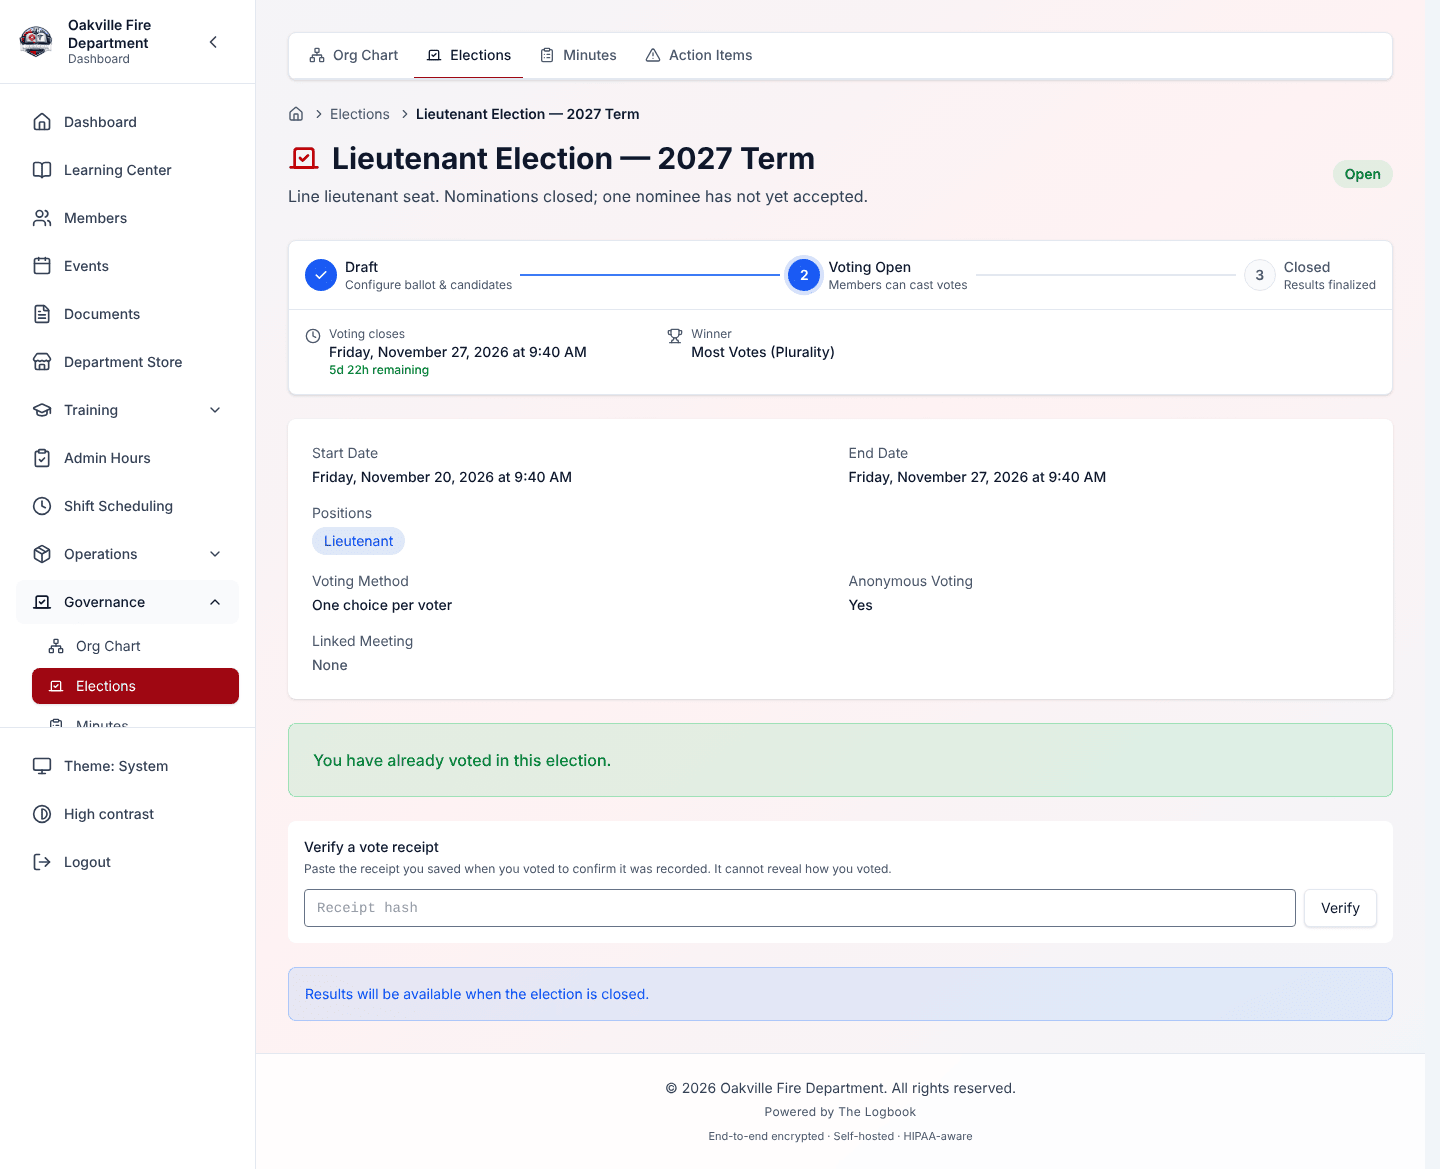 Oakville Fire
Department
Dashboard
Dashboard
Learning Center
Members
Events
Documents
Department Store
Training
Admin Hours
Shift Scheduling
Operations
Governance
Org Chart
Elections
Minutes
Theme: System
High contrast
Logout
Org Chart
Elections
Minutes
Action Items
Elections
Lieutenant Election — 2027 Term
Lieutenant Election — 2027 Term
Line lieutenant seat. Nominations closed; one nominee has not yet accepted.
Open
Draft
Configure ballot & candidates
2
Voting Open
Members can cast votes
3
Closed
Results finalized
Voting closes
Friday, November 27, 2026 at 9:40 AM
5d 22h remaining
Winner
Most Votes (Plurality)
Start Date
Friday, November 20, 2026 at 9:40 AM
End Date
Friday, November 27, 2026 at 9:40 AM
Positions
Lieutenant
Voting Method
One choice per voter
Anonymous Voting
Yes
Linked Meeting
None
You have already voted in this election.
Verify a vote receipt
Paste the receipt you saved when you voted to confirm it was recorded. It cannot reveal how you voted.
Receipt hash
Verify
Results will be available when the election is closed.
© 2026 Oakville Fire Department. All rights reserved.
Powered by The Logbook
End-to-end encrypted · Self-hosted · HIPAA-aware